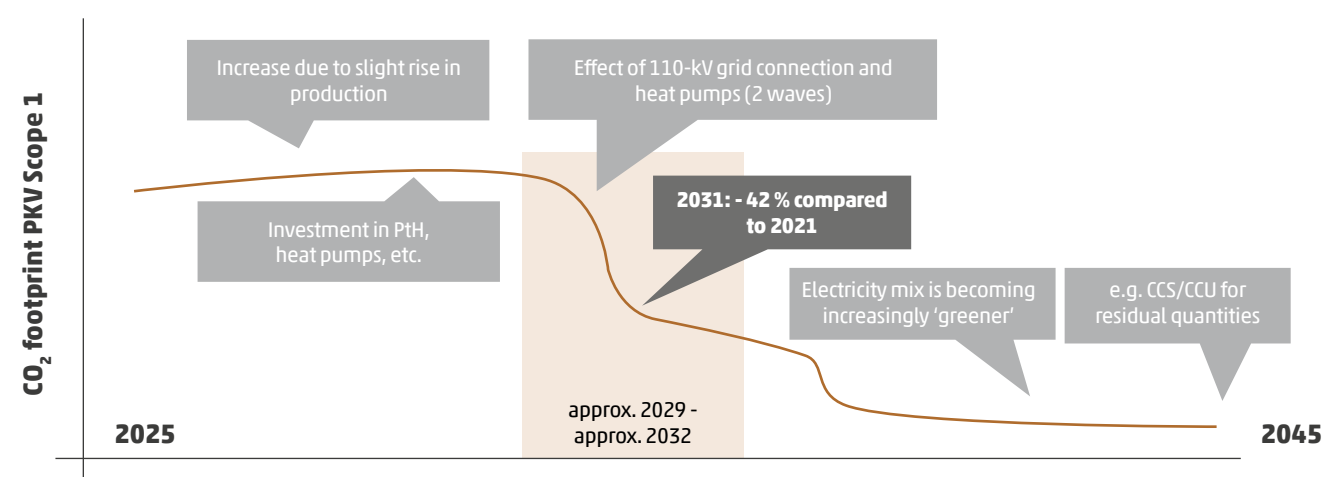 CO₂ footprint PKV Scope 1
Increase due to slight rise in
production
Effect of 110-kV grid connection and
heat pumps (2 waves)
Investment in PtH,
heat pumps, etc.
2031: - 42 % compared
to 2021
Electricity mix is becoming
increasingly ‘greener’
e.g. CCS/CCU for
residual quantities
approx. 2029 -
approx. 2032
2025
2045